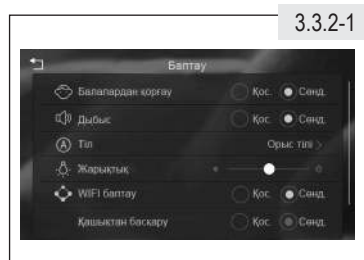 3.3.2-1
Баптау
Балалардан қорғау Қос. Сөнд.
Дыбыс Қос. Сөнд.
A Тіл Орыс тілі >
Жарықтық
WIFI баптау Қос. Сөнд.
Қашықтан басқару Қос. Сөнд.